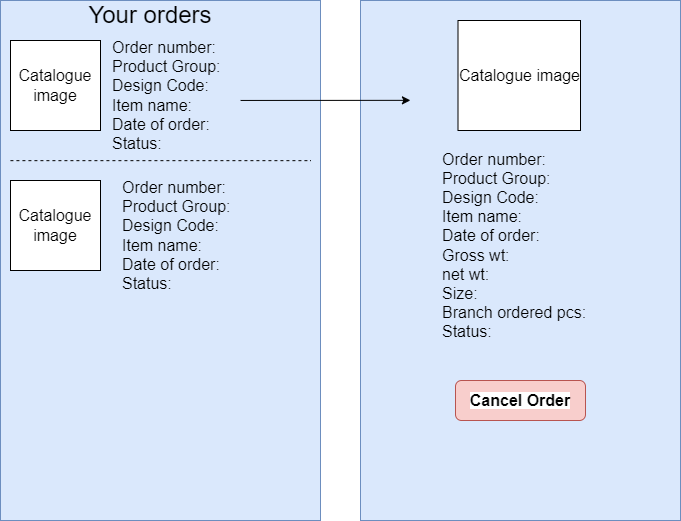 Your orders
Catalogue
image
Order number:
Product Group:
Design Code:
Item name:
Date of order:
Status:
Catalogue
image
Order number:
Product Group:
Design Code:
Item name:
Date of order:
Status:
Catalogue image
Order number:
Product Group:
Design Code:
Item name:
Date of order:
Gross wt:
net wt:
Size:
Branch ordered pcs:
Status:
Cancel Order